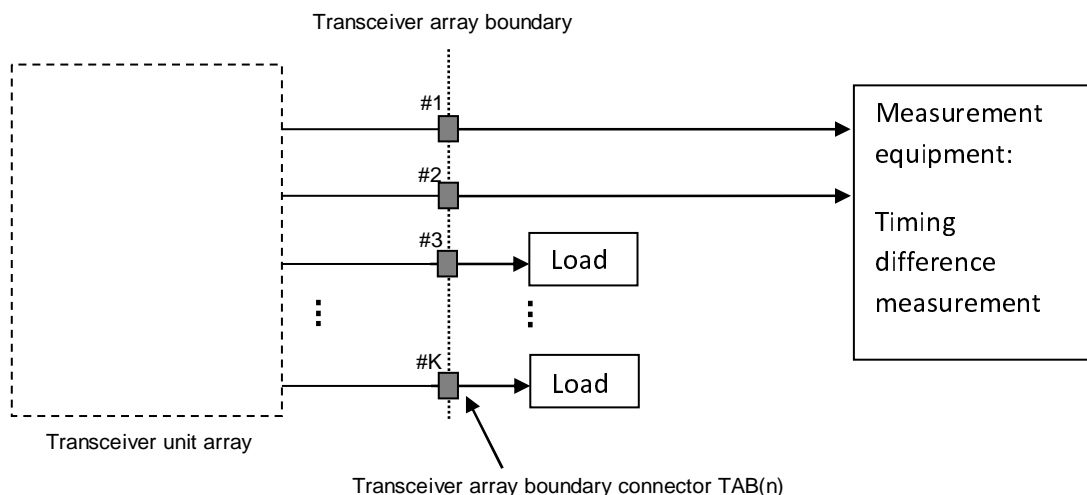 Transceiver array boundary
#1
#2
#3
#K
Measurement
equipment:
Timing
difference
measurement
Load
Load
Transceiver unit array
Transceiver array boundary connector TAB(n)